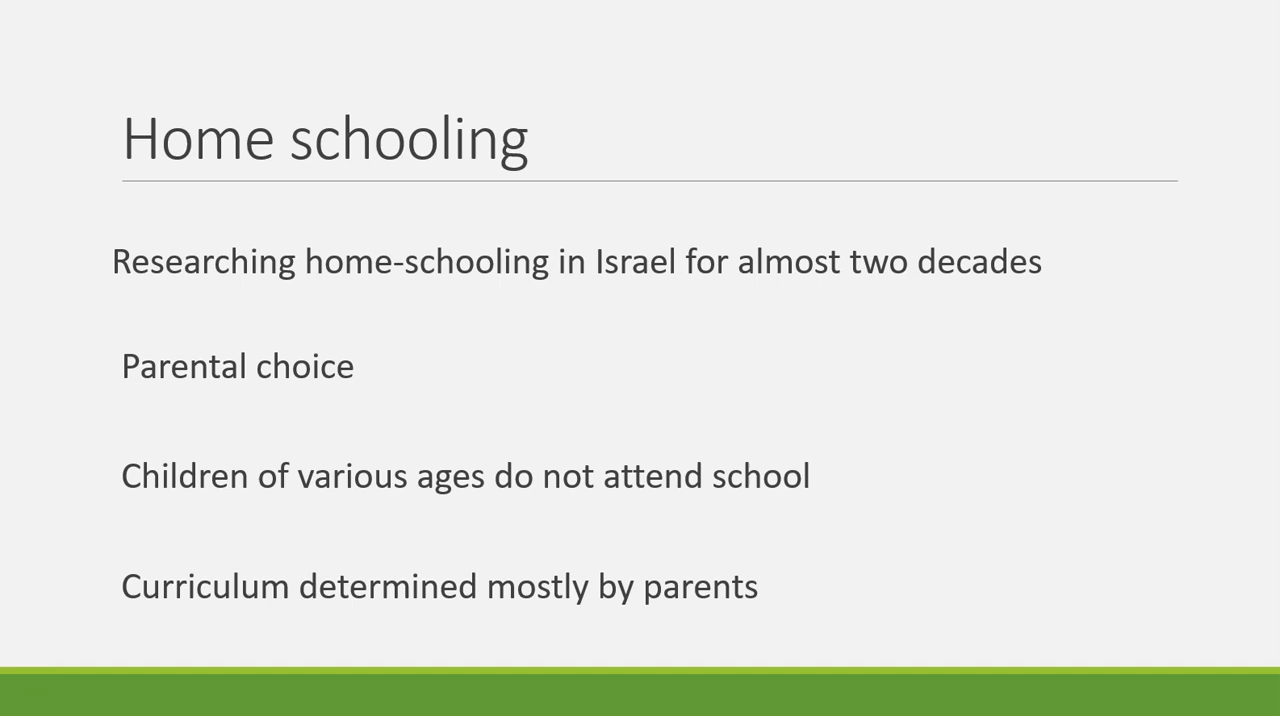 Home schooling
Researching home-schooling in Israel for almost two decades
Parental choice
Children of various ages do not attend school
Curriculum determined mostly by parents